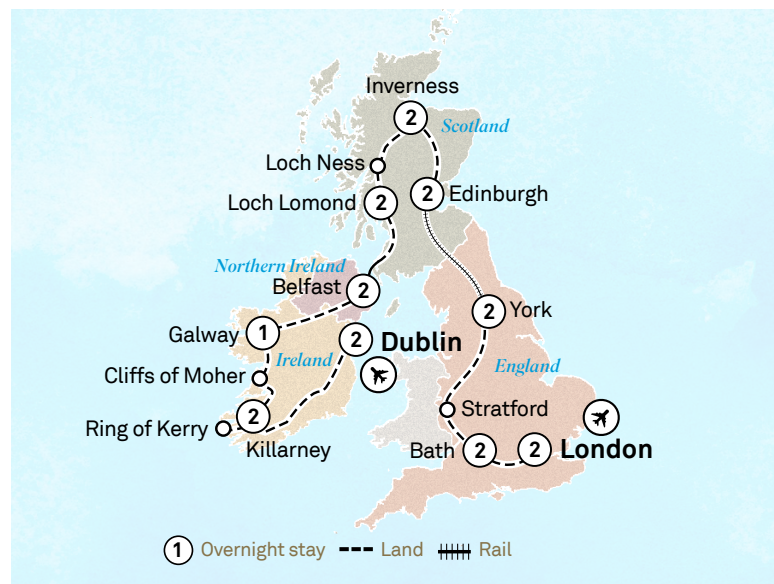 Inverness
2
Scotland
Loch Ness
Loch Lomond
2
2
Edinburgh
Northern Ireland
Belfast
2
Galway
1
2
Dublin
2
York
Ireland
England
Cliffs of Moher
Stratford
Ring of Kerry
2
Killarney
Bath
2
2
London
1 Overnight stay Land Rail